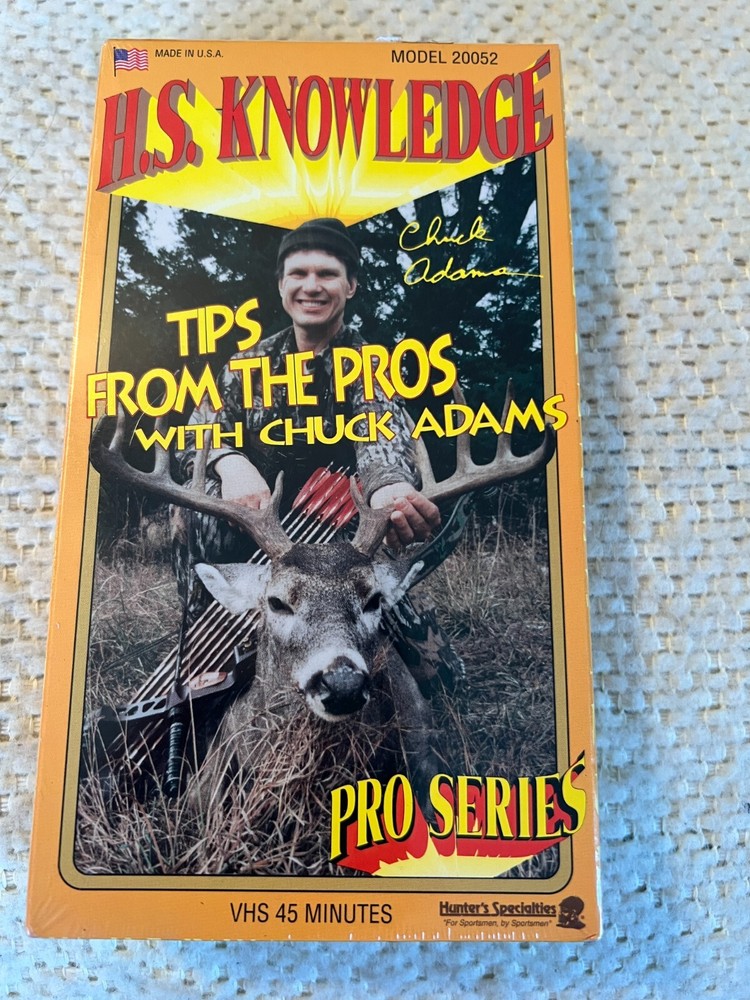 MADE IN U.S.A.
MODEL 20052
H.S. KNOWLEDGE
Chuck
Adams
TIPS
FROM THE PROS
WITH CHUCK ADAMS
PRO SERIES
VHS 45 MINUTES
Hunter's Specialties
"For Sportsmen, by Sportsmen"